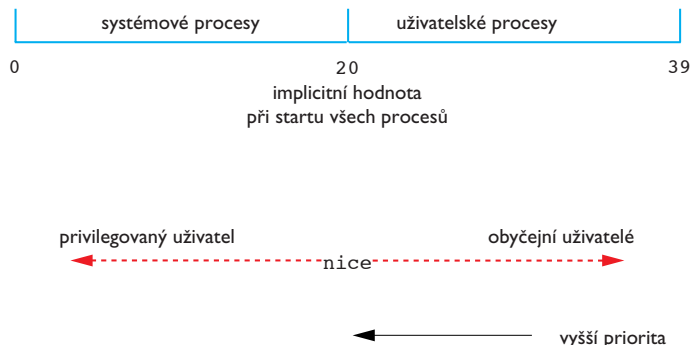 systémové procesy
uživatelské procesy
0
20
39
implicitní hodnota
při startu všech procesů
privilegovaný uživatel
obyčejní uživatelé
nice
vyšší priorita